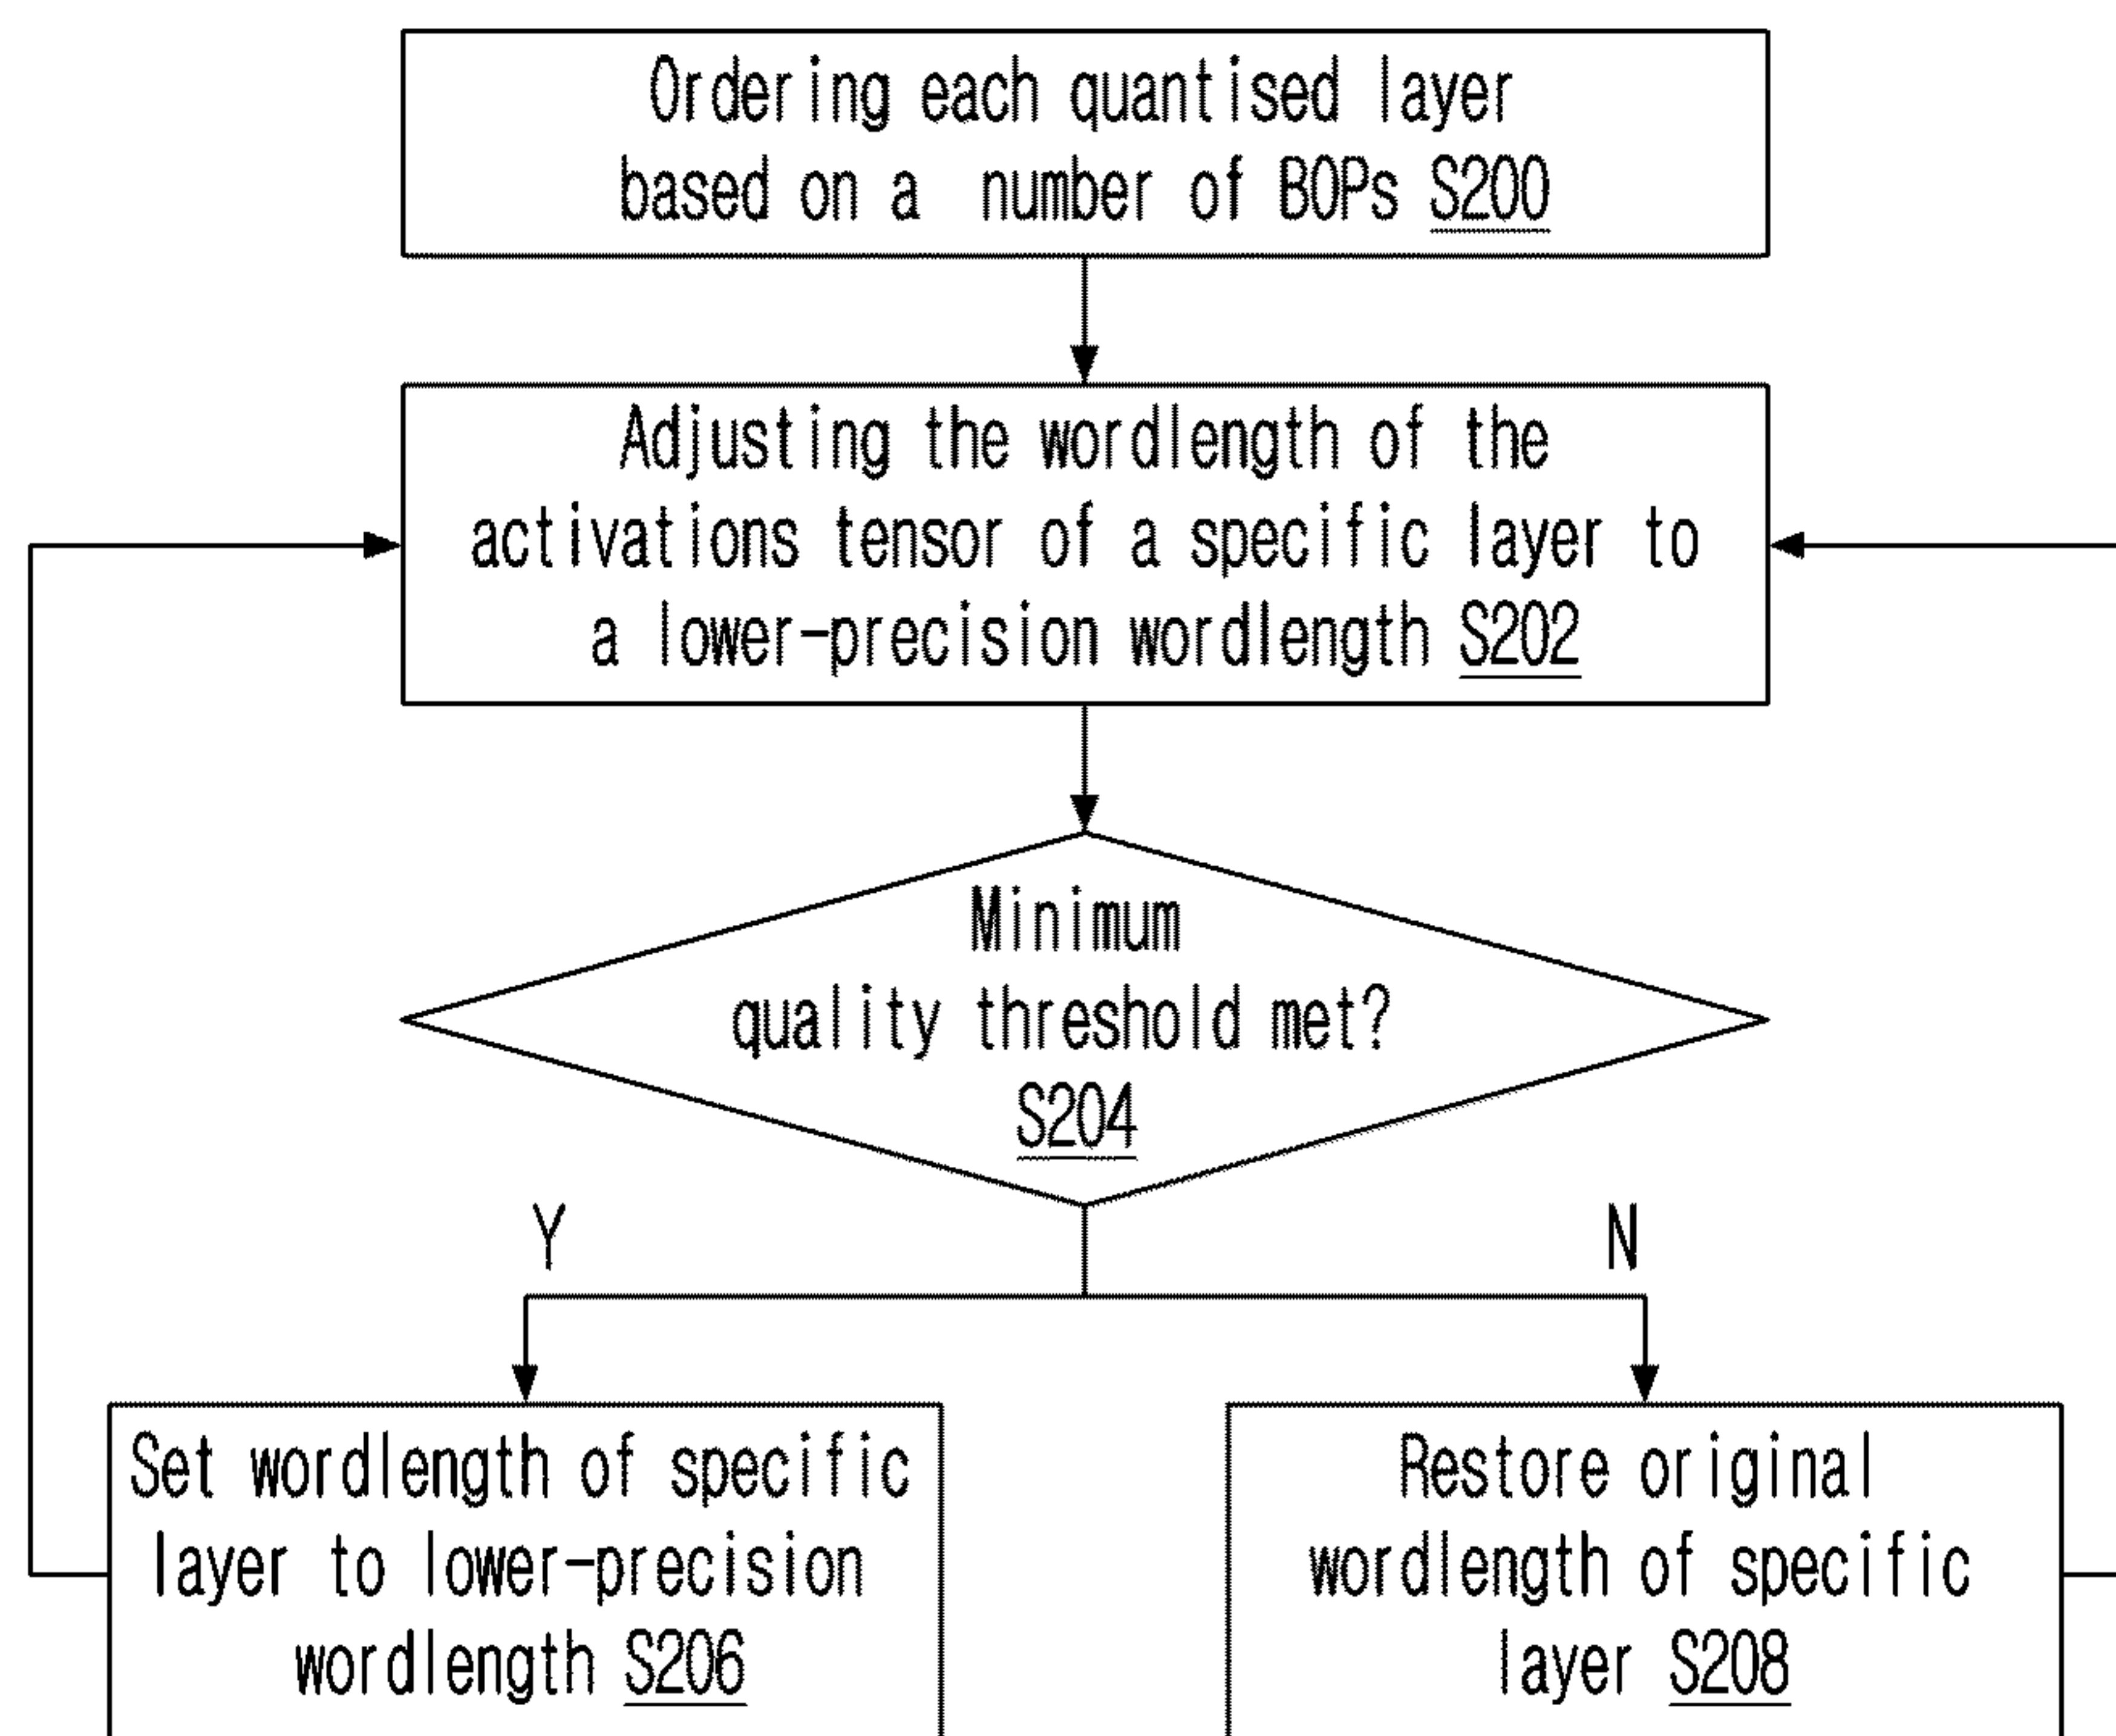 Ordering each quantised layer
based on a number of BOPs S200
Adjusting the wordlength of the
activations tensor of a specific layer to
a lower-precision wordlength S202
Minimum
quality threshold met?
S204
Y
N
Set wordlength of specific
layer to lower-precision
wordlength S206
Restore original
wordlength of specific
layer S208